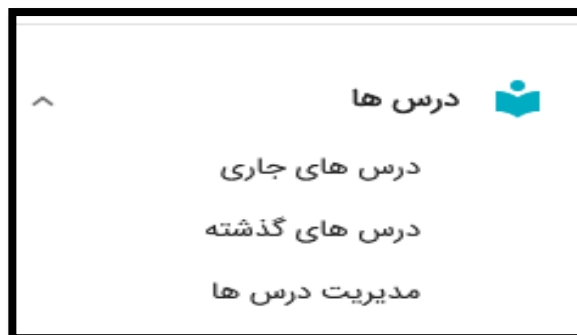 درس ها
درس های جاری
درس های گذشته
مدیریت درس ها